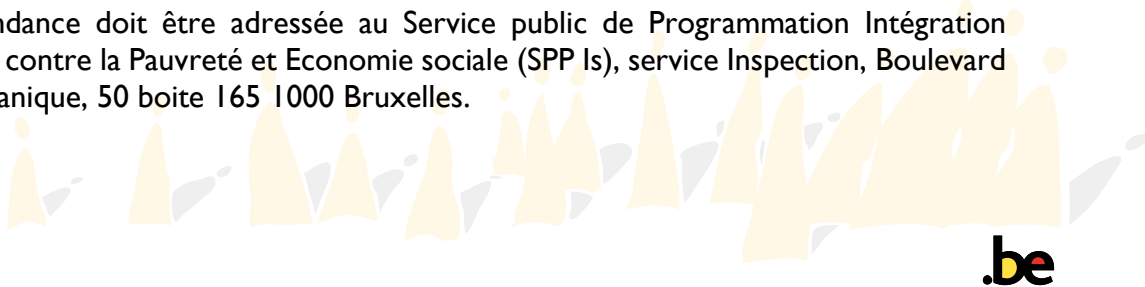 ndance doit être adressée au Service public de Programmation Intégration
contre la Pauvreté et Economie sociale (SPP Is), service Inspection, Boulevard
anique, 50 boite 165 1000 Bruxelles.
.be